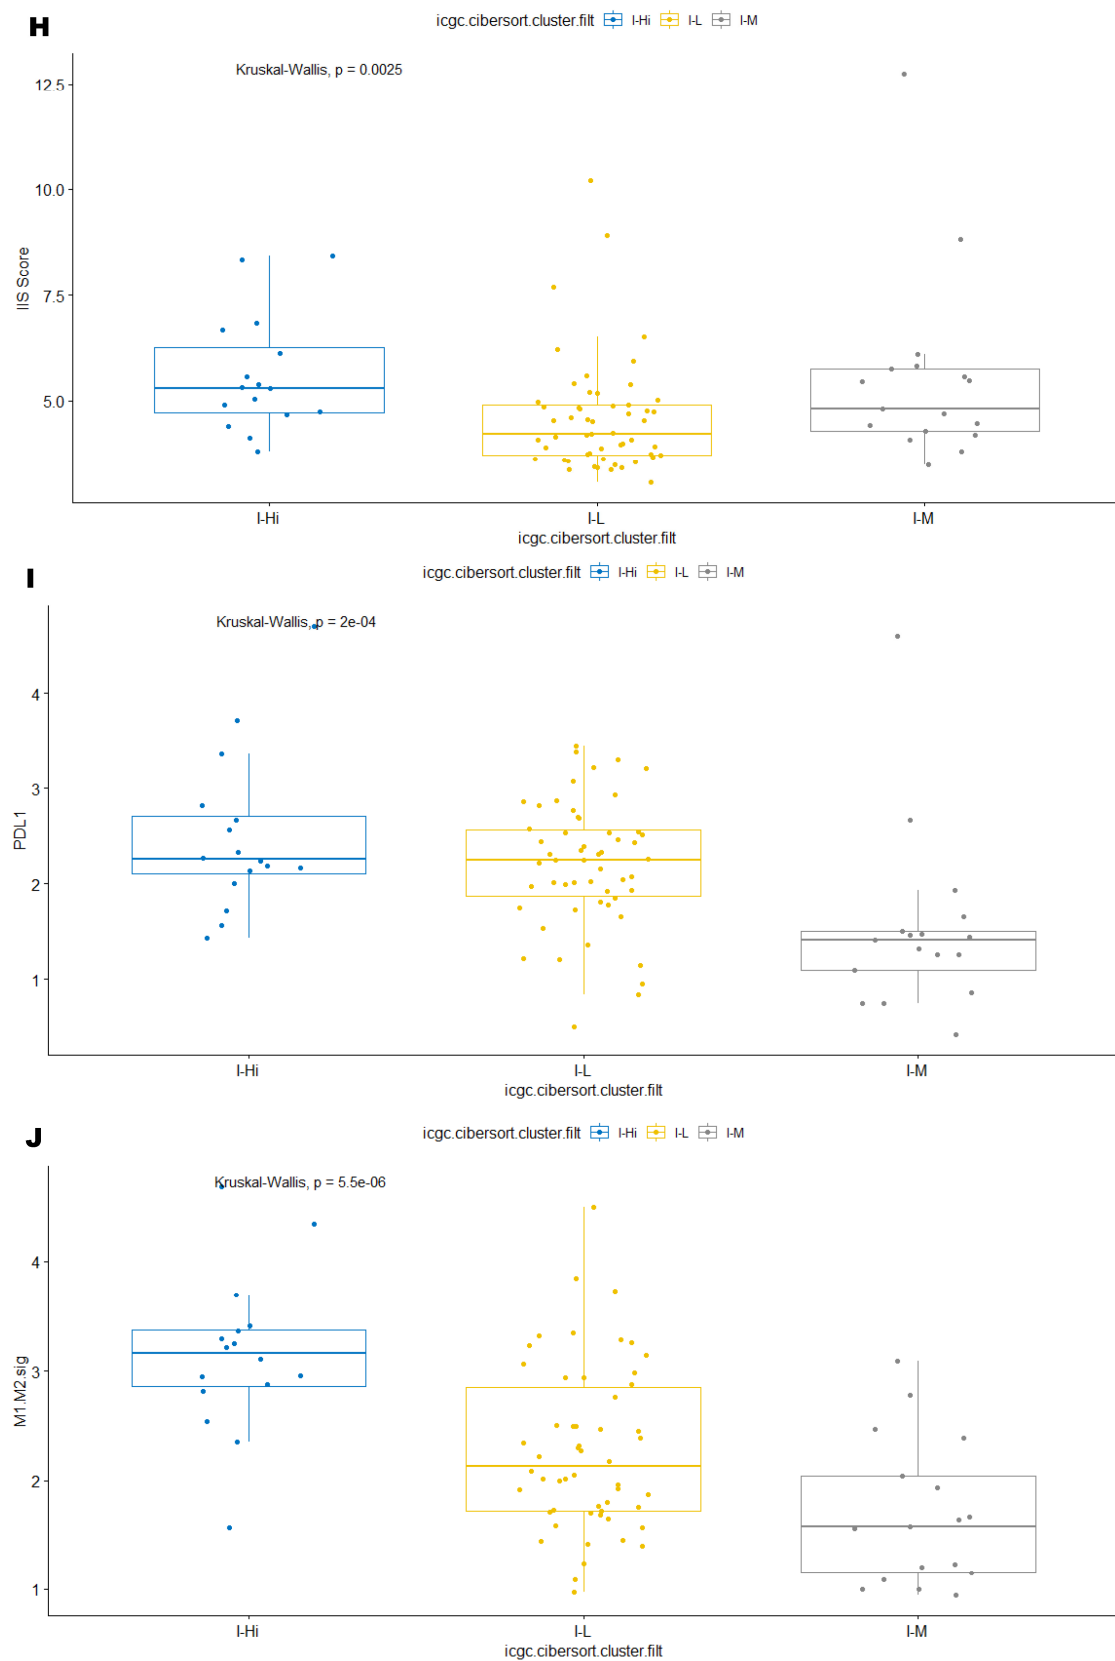 H
icgc.cibersort.cluster.filt I-Hi I-L I-M
Kruskal-Wallis, p = 0.0025
12.5
10.0
7.5
5.0
IIS Score
I-Hi I-L I-M
icgc.cibersort.cluster.filt
I
icgc.cibersort.cluster.filt I-Hi I-L I-M
Kruskal-Wallis, p = 2e-04
4
3
2
1
PDL1
I-Hi I-L I-M
icgc.cibersort.cluster.filt
J
icgc.cibersort.cluster.filt I-Hi I-L I-M
Kruskal-Wallis, p = 5.5e-06
4
3
2
1
M1.M2.sig
I-Hi I-L I-M
icgc.cibersort.cluster.filt